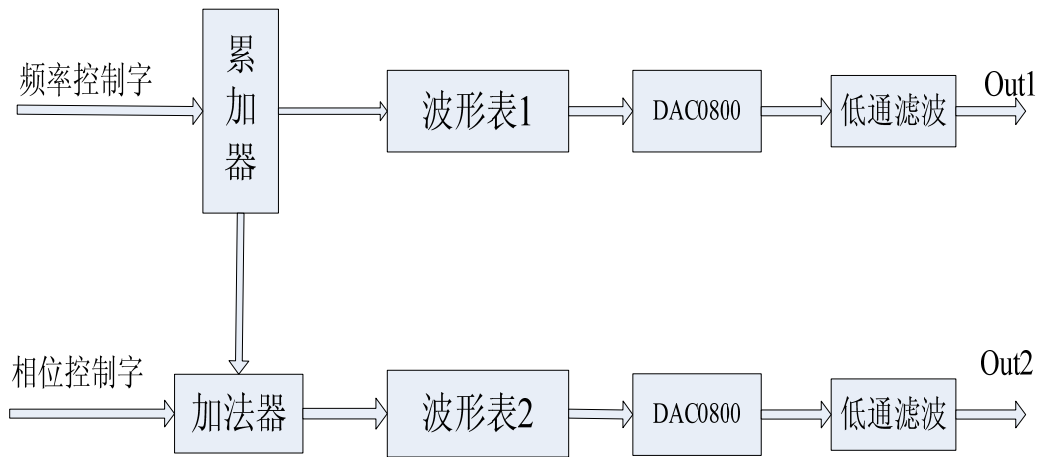 频率控制字
累加器
波形表1
DAC0800
低通滤波
Out1
相位控制字
加法器
波形表2
DAC0800
低通滤波
Out2